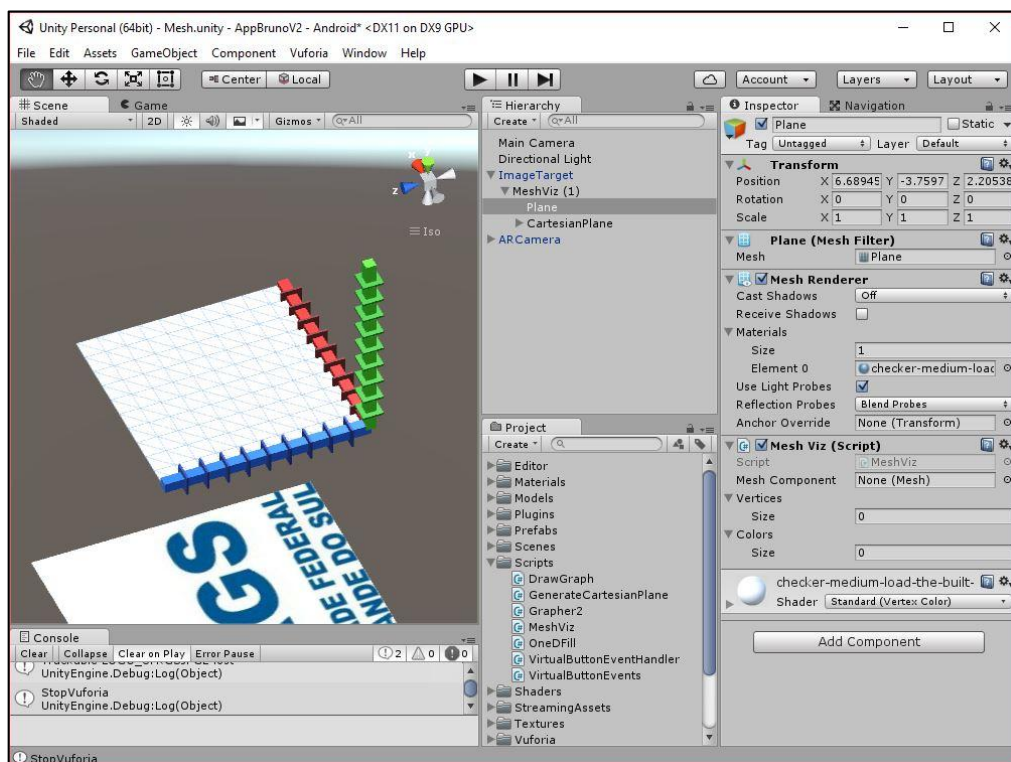 Unity Personal (64bit) - Mesh.unity - AppBrunoV2 - Android* <DX11 on DX9 GPU>
File Edit Assets GameObject Component Vuforia Window Help
Center Local Account Layers Layout
Scene Game
Shaded 2D Gizmos All
x
z
Iso
GS
DE FEDERAL
ANDE DO SUL
Console
Clear Collapse Clear on Play Error Pause 2 0 0
UnityEngine.Debug:Log(Object)
StopVuforia
UnityEngine.Debug:Log(Object)
StopVuforia
Hierarchy
Create All
Main Camera
Directional Light
ImageTarget
MeshViz (1)
Plane
CartesianPlane
ARCamera
Project
Create
Editor
Materials
Models
Plugins
Prefabs
Scenes
Scripts
DrawGraph
GenerateCartesianPlane
Grapher2
MeshViz
OneDFill
VirtualButtonEventHandler
VirtualButtonEvents
Shaders
StreamingAssets
Textures
Vuforia
Inspector Navigation
Plane Static
Tag Untagged Layer Default
Transform
Position X 6.68945 Y -3.7597 Z 2.20538
Rotation X 0 Y 0 Z 0
Scale X 1 Y 1 Z 1
Plane (Mesh Filter)
Mesh Plane
Mesh Renderer
Cast Shadows Off
Receive Shadows
Materials
Size 1
Element 0 checker-medium-load
Use Light Probes
Reflection Probes Blend Probes
Anchor Override None (Transform)
Mesh Viz (Script)
Script MeshViz
Mesh Component None (Mesh)
Vertices
Size 0
Colors
Size 0
checker-medium-load-the-built-
Shader Standard (Vertex Color)
Add Component